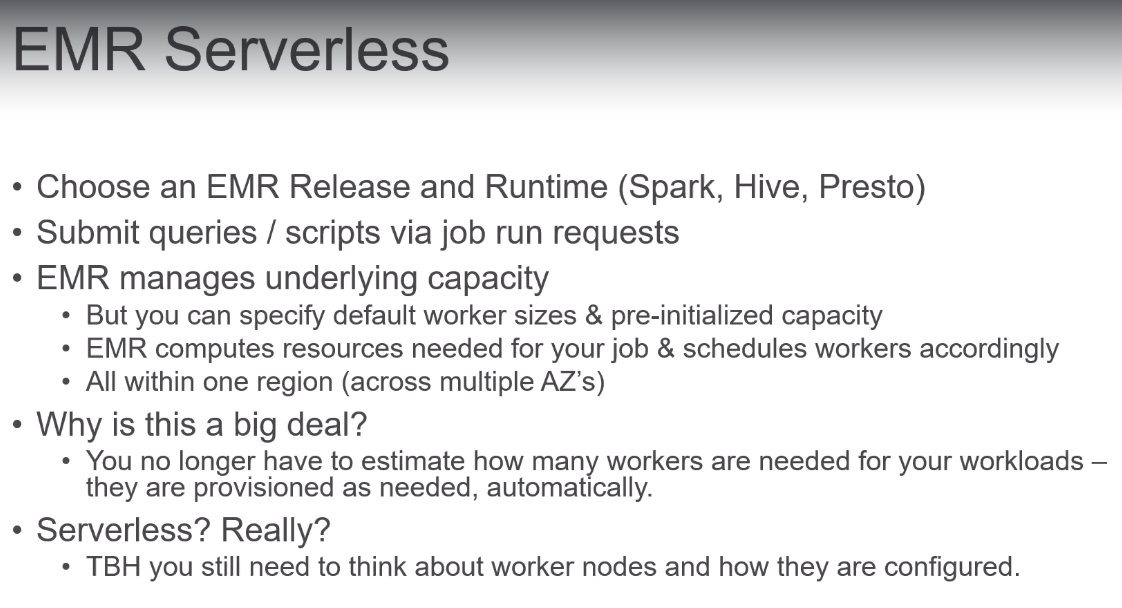 EMR Serverless
• Choose an EMR Release and Runtime (Spark, Hive, Presto)
• Submit queries / scripts via job run requests
• EMR manages underlying capacity
• But you can specify default worker sizes & pre-initialized capacity
• EMR computes resources needed for your job & schedules workers accordingly
• All within one region (across multiple AZ’s)
• Why is this a big deal?
• You no longer have to estimate how many workers are needed for your workloads –
they are provisioned as needed, automatically.
• Serverless? Really?
• TBH you still need to think about worker nodes and how they are configured.